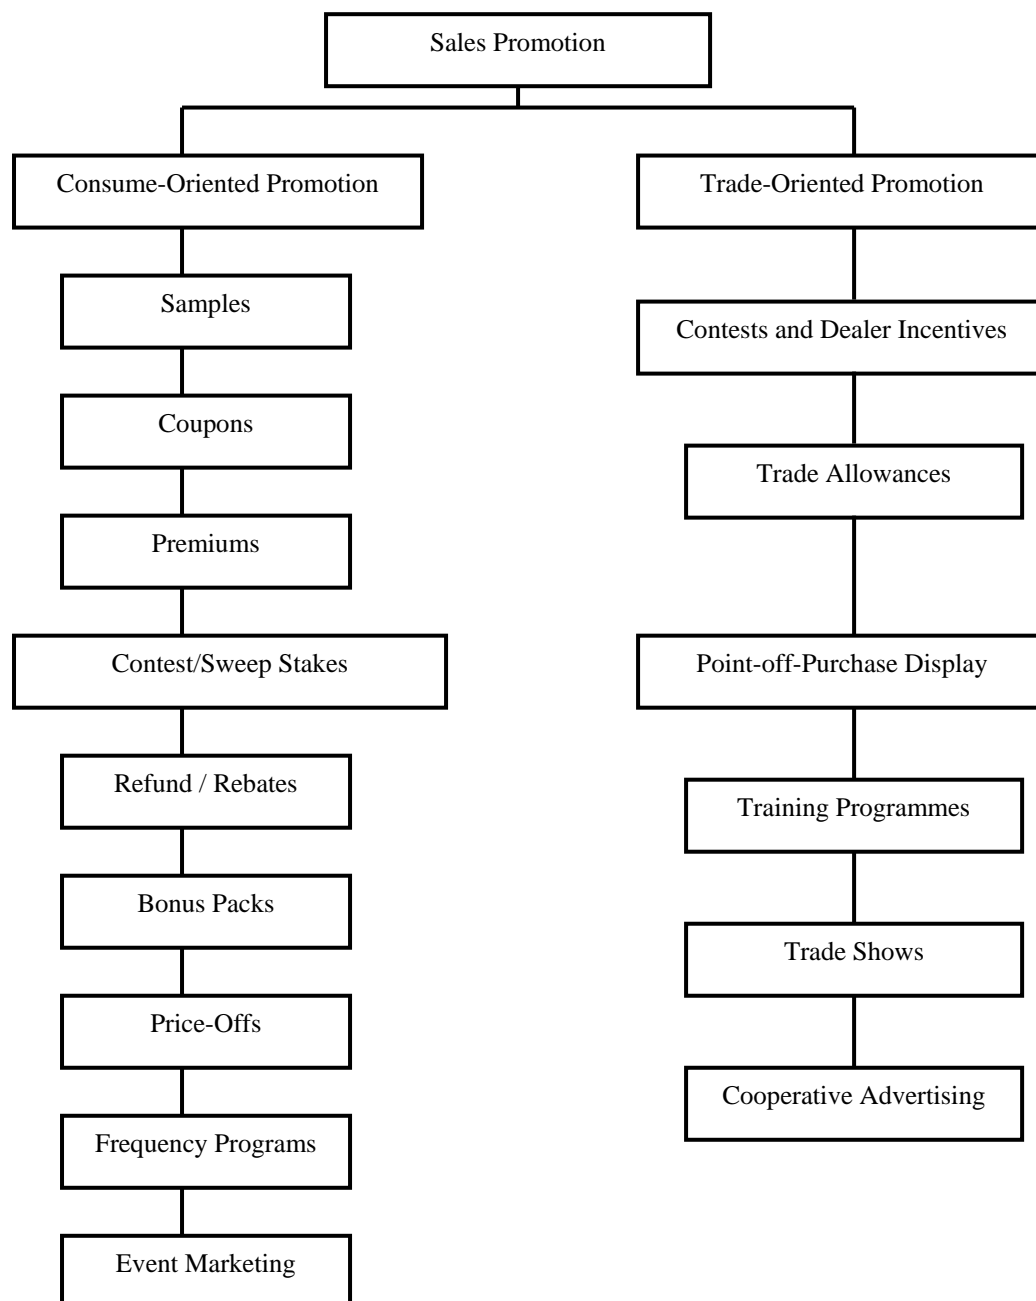 Sales Promotion
Consume-Oriented Promotion
Trade-Oriented Promotion
Samples
Contests and Dealer Incentives
Coupons
Trade Allowances
Premiums
Contest/Sweep Stakes
Point-off-Purchase Display
Refund / Rebates
Training Programmes
Bonus Packs
Trade Shows
Price-Offs
Cooperative Advertising
Frequency Programs
Event Marketing